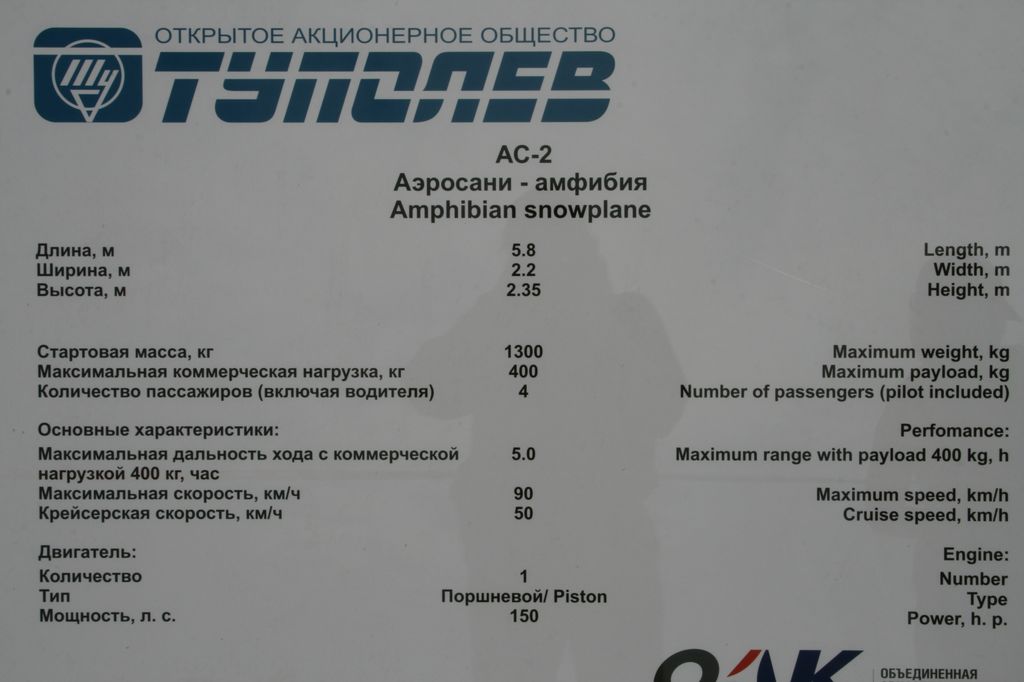 ОТКРЫТОЕ АКЦИОНЕРНОЕ ОБЩЕСТВО
Ту ТУПОЛЕВ
АС-2
Аэросани - амфибия
Amphibian snowplane
Длина, м 5.8 Length, m
Ширина, м 2.2 Width, m
Высота, м 2.35 Height, m
Стартовая масса, кг 1300 Maximum weight, kg
Максимальная коммерческая нагрузка, кг 400 Maximum payload, kg
Количество пассажиров (включая водителя) 4 Number of passengers (pilot included)
Основные характеристики: Perfomance:
Максимальная дальность хода с коммерческой 5.0 Maximum range with payload 400 kg, h
нагрузкой 400 кг, час
Максимальная скорость, км/ч 90 Maximum speed, km/h
Крейсерская скорость, км/ч 50 Cruise speed, km/h
Двигатель: Engine:
Количество 1 Number
Тип Поршневой/ Piston Type
Мощность, л. с. 150 Power, h. p.
ОАК ОБЪЕДИНЕННАЯ